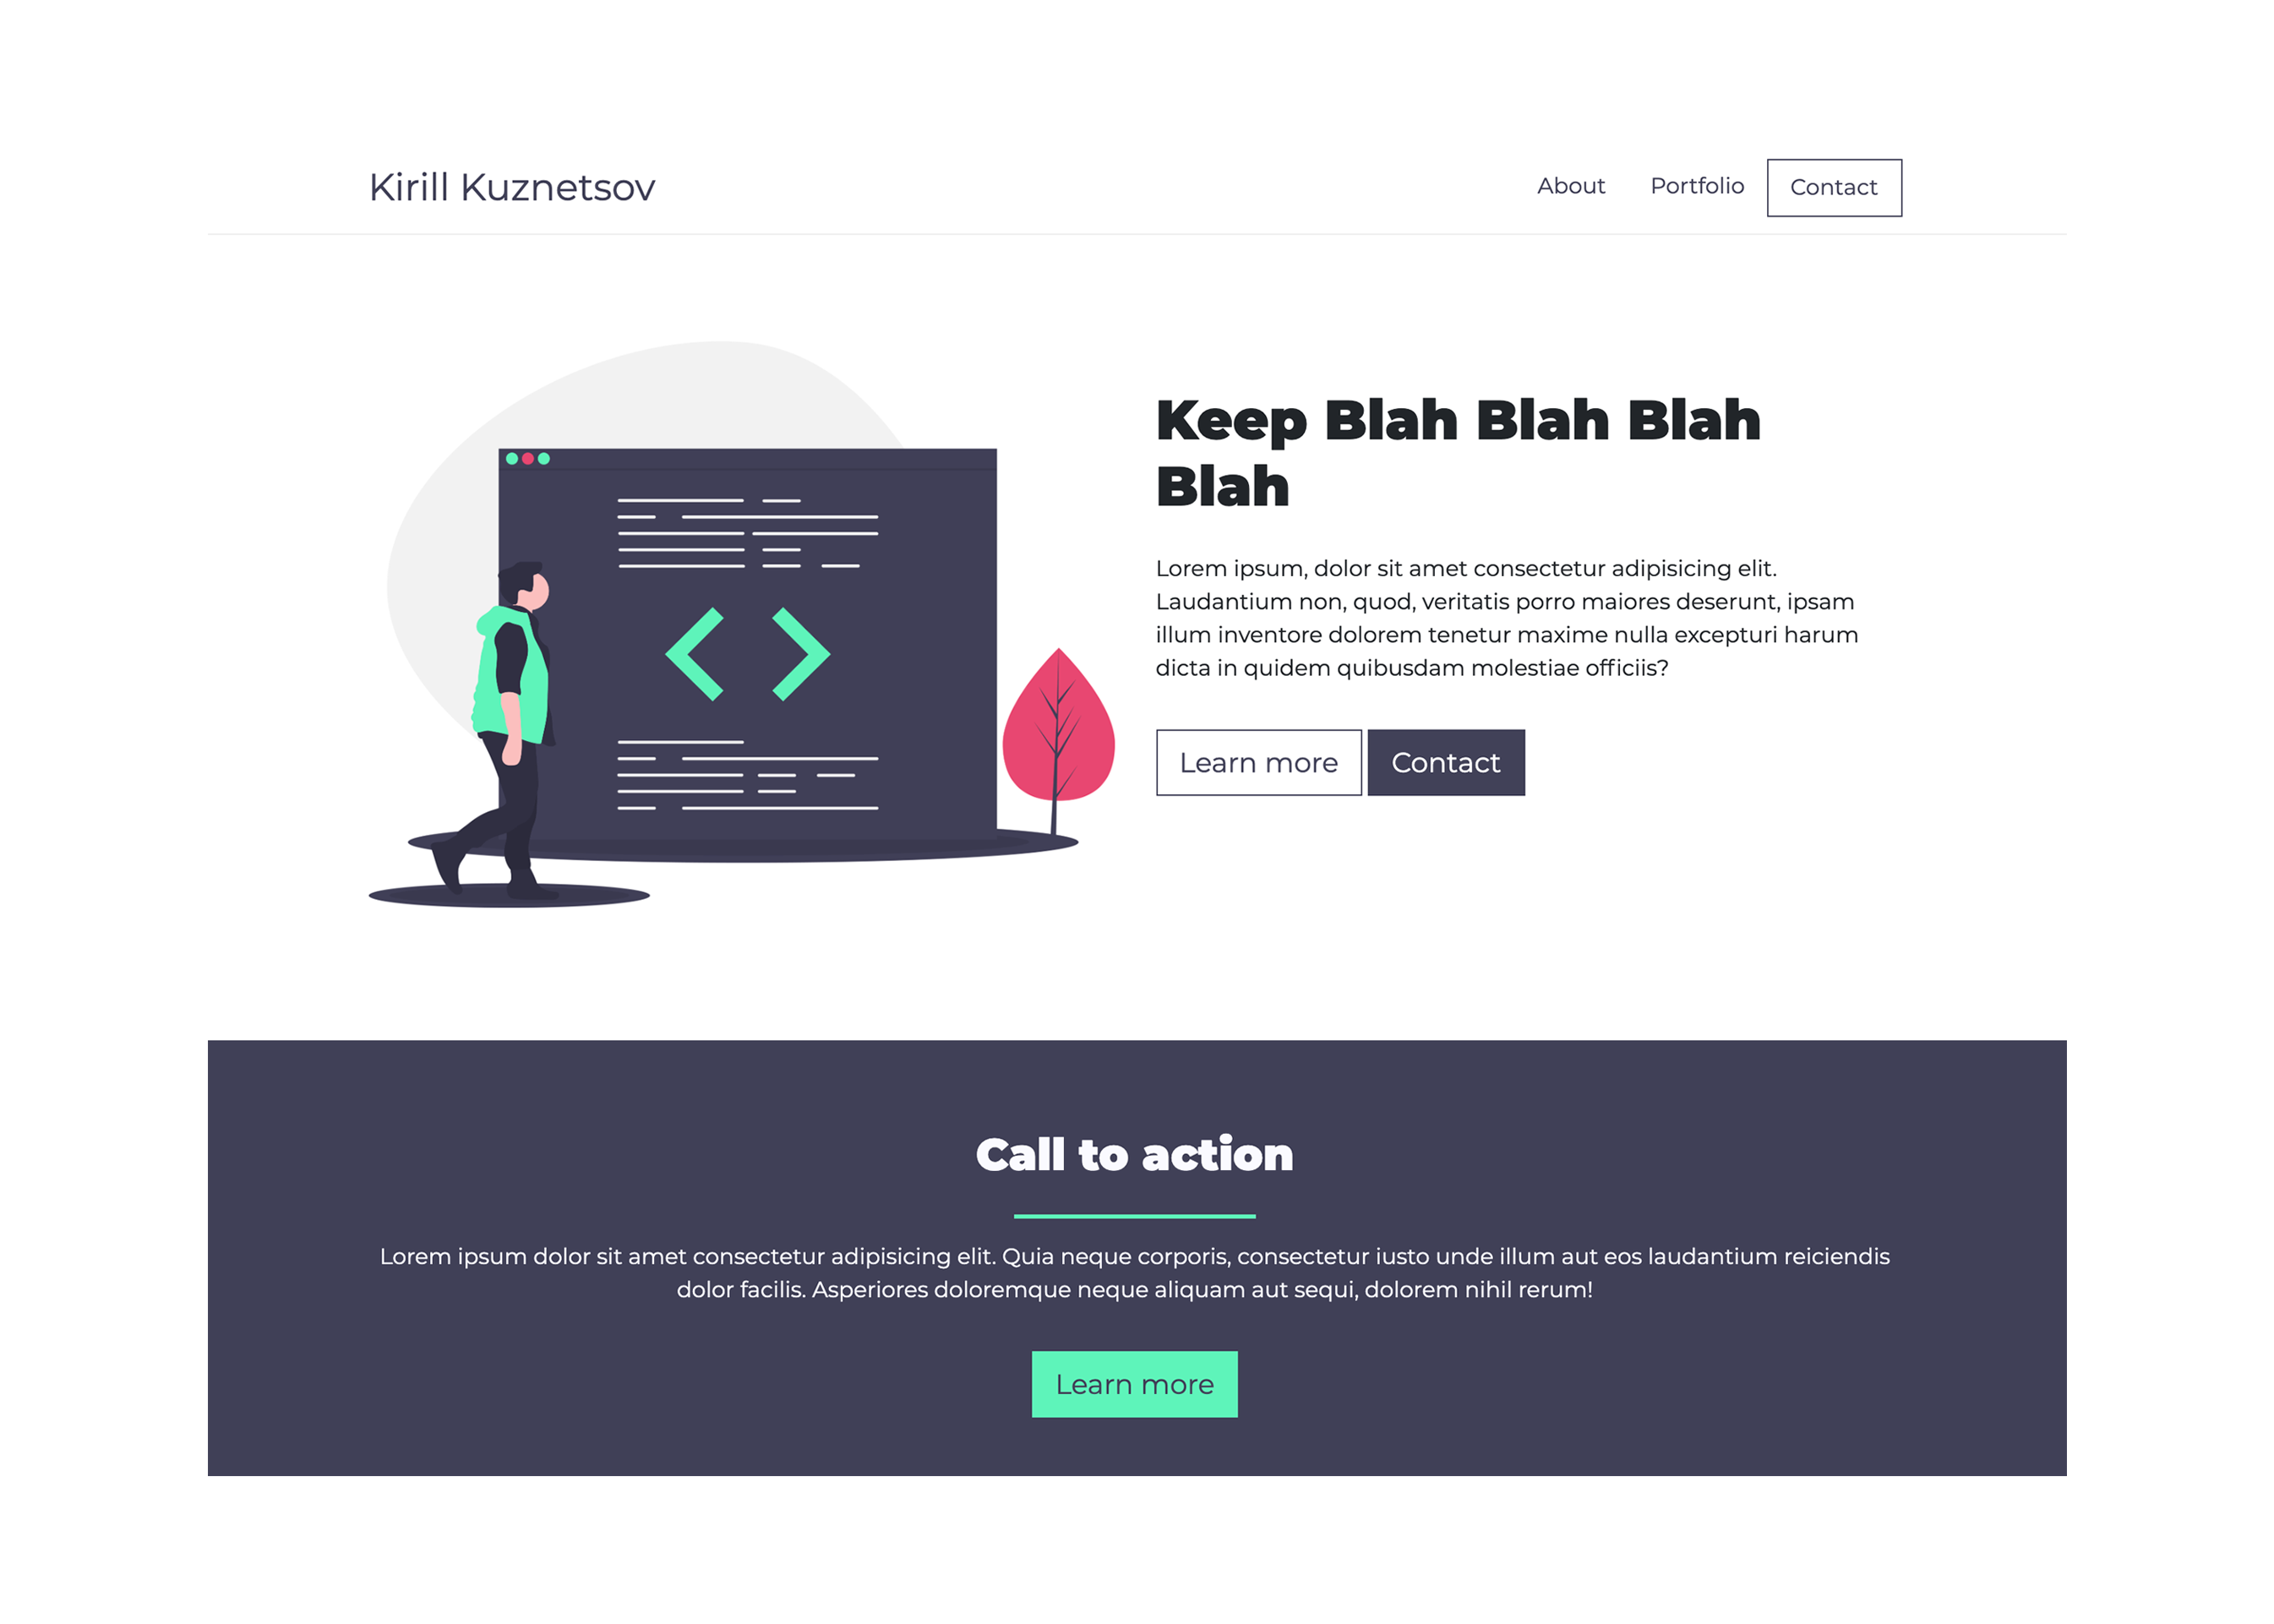 Kirill Kuznetsov
About
Portfolio
Contact
Keep Blah Blah Blah
Blah
Lorem ipsum, dolor sit amet consectetur adipisicing elit.
Laudantium non, quod, veritatis porro maiores deserunt, ipsam
illum inventore dolorem tenetur maxime nulla excepturi harum
dicta in quidem quibusdam molestiae officiis?
Learn more
Contact
Call to action
Lorem ipsum dolor sit amet consectetur adipisicing elit. Quia neque corporis, consectetur iusto unde illum aut eos laudantium reiciendis
dolor facilis. Asperiores doloremque neque aliquam aut sequi, dolorem nihil rerum!
Learn more